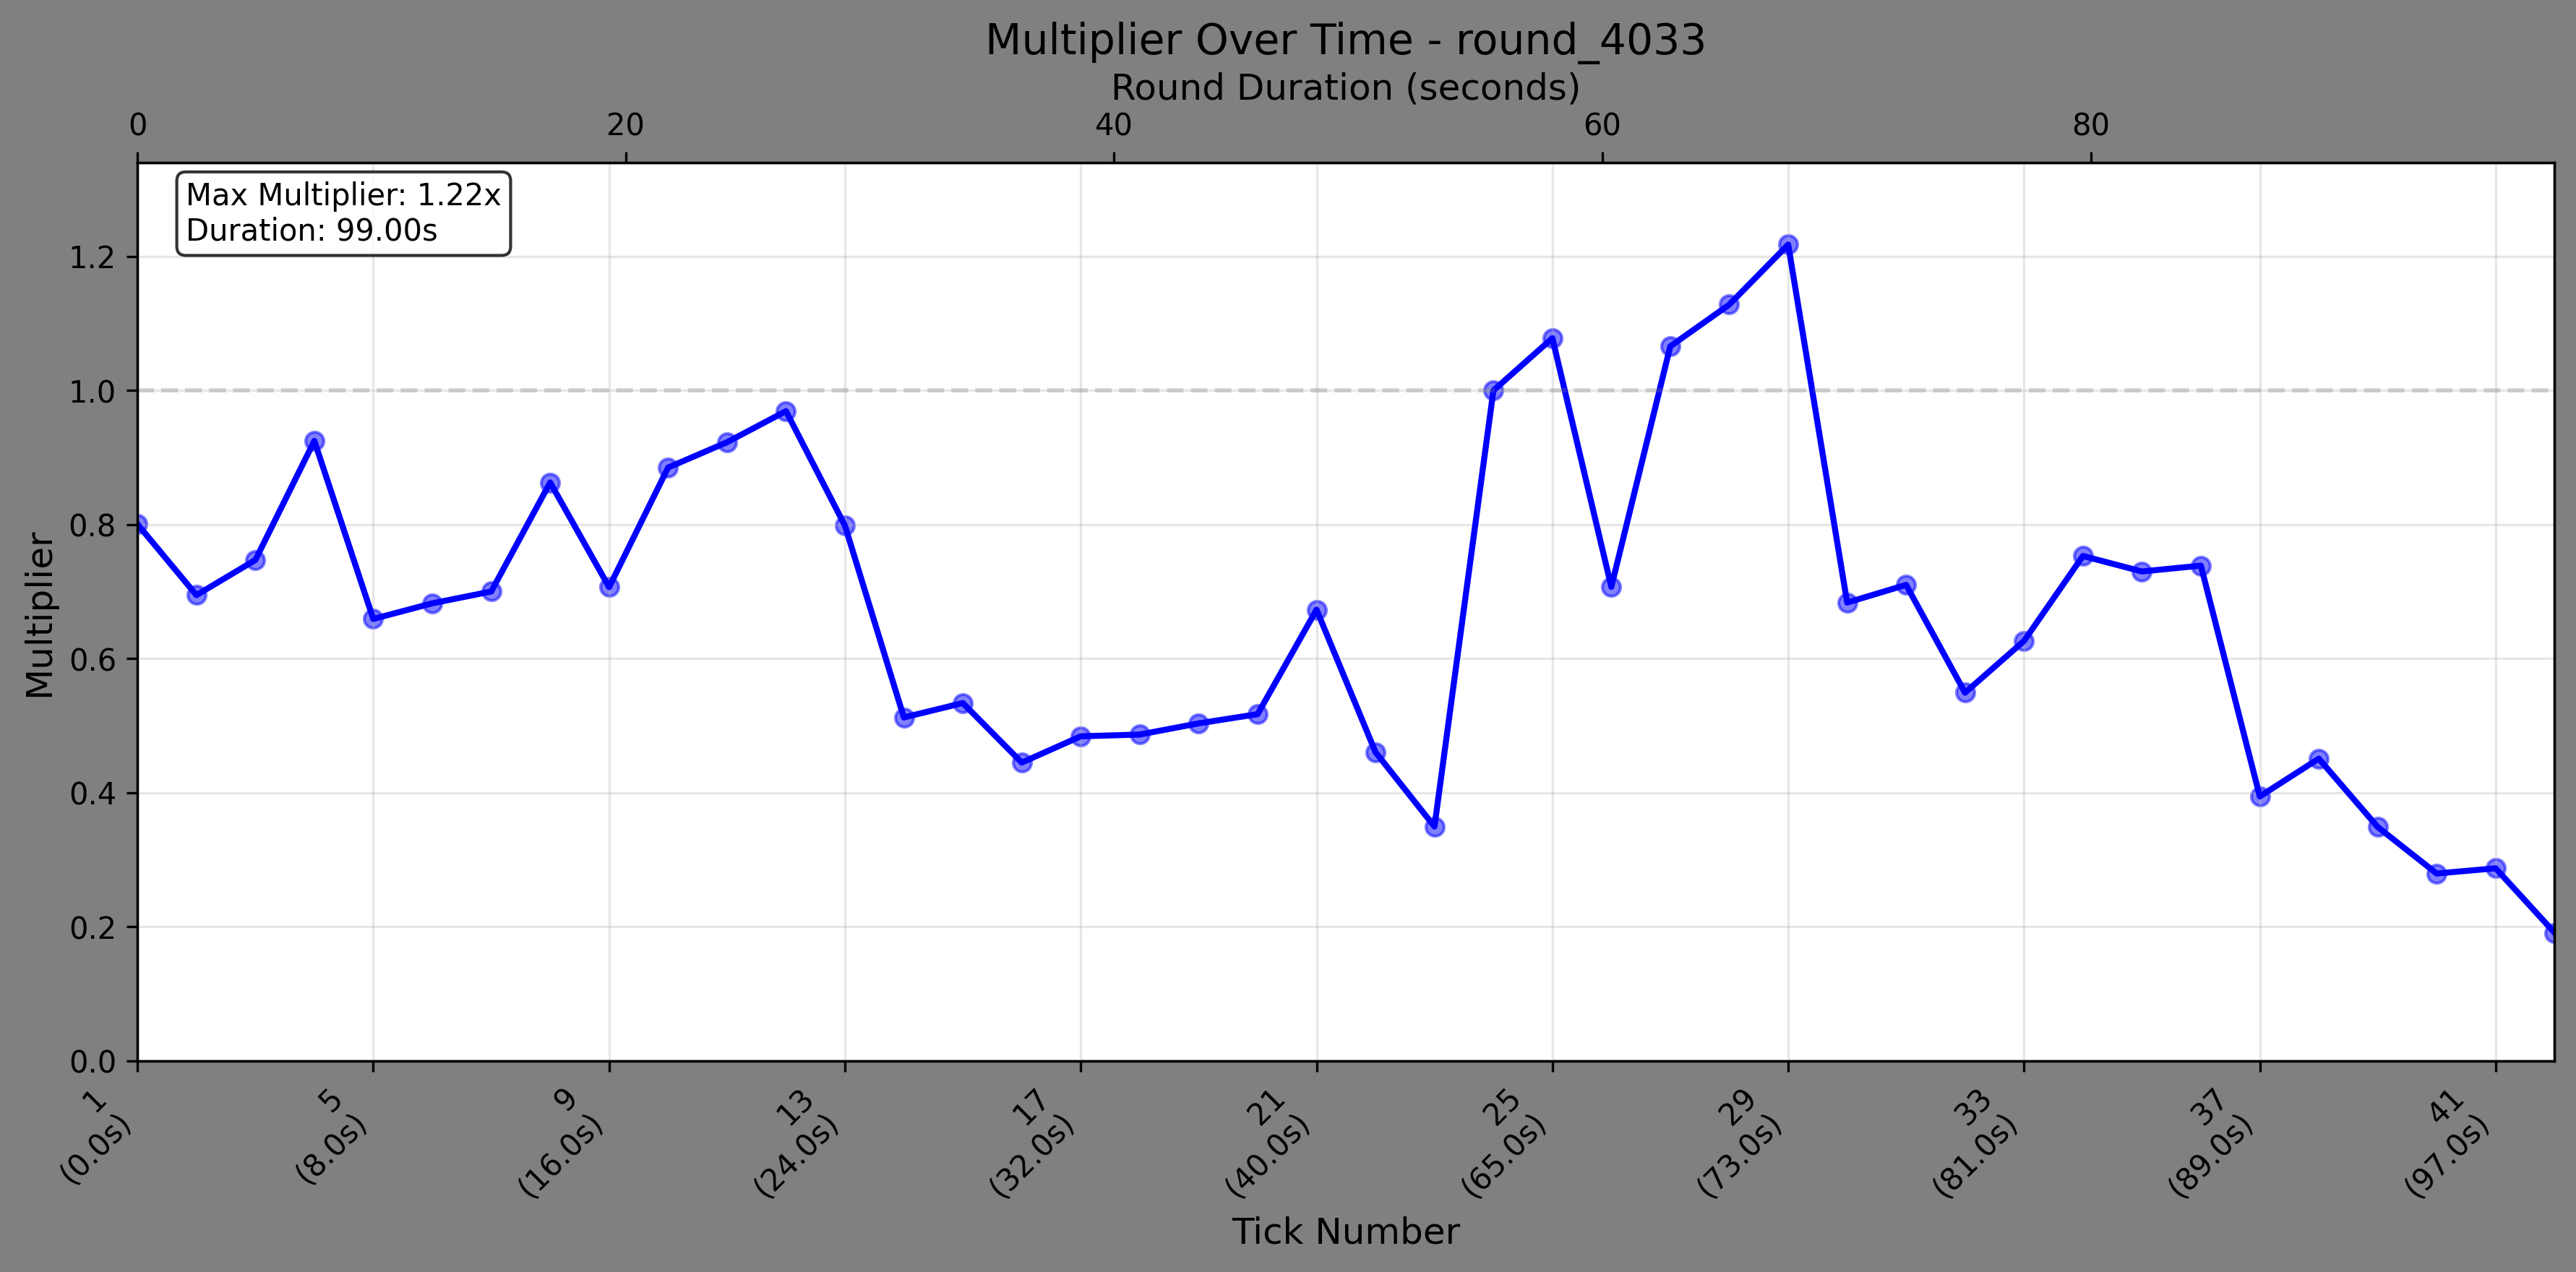 Multiplier Over Time - round_4033
Round Duration (seconds)
0 20 40 60 80
Max Multiplier: 1.22x
Duration: 99.00s
Multiplier
1.2
1.0
0.8
0.6
0.4
0.2
0.0
1
(0.0s)
5
(8.0s)
9
(16.0s)
13
(24.0s)
17
(32.0s)
21
(40.0s)
25
(65.0s)
29
(73.0s)
33
(81.0s)
37
(89.0s)
41
(97.0s)
Tick Number